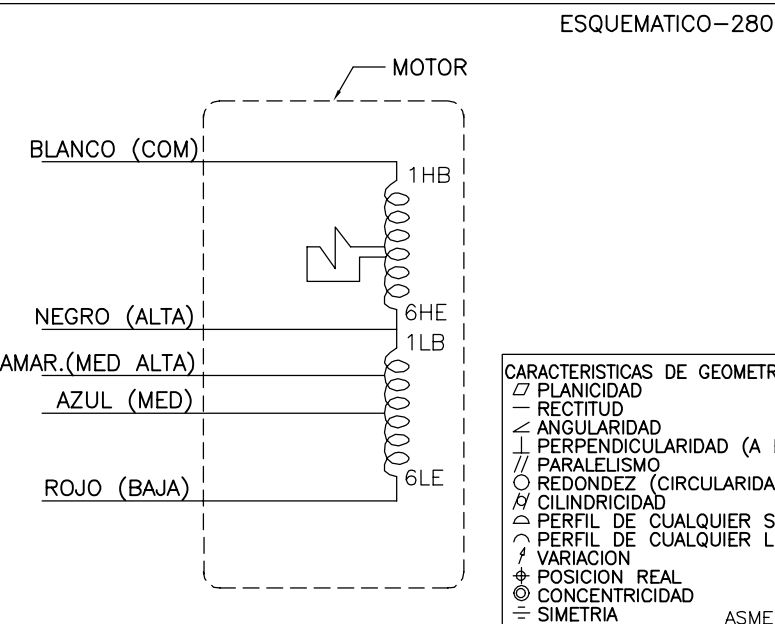 ESQUEMATICO-280
MOTOR
BLANCO (COM)
1HB
6HE
NEGRO (ALTA)
1LB
AMAR.(MED ALTA)
AZUL (MED)
6LE
ROJO (BAJA)
CARACTERISTICAS DE GEOMETR
PLANICIDAD
RECTITUD
ANGULARIDAD
PERPENDICULARIDAD (A
PARALELISMO
REDONDEZ (CIRCULARIDA
CILINDRICIDAD
PERFIL DE CUALQUIER S
PERFIL DE CUALQUIER L
VARIACION
POSICION REAL
CONCENTRICIDAD
SIMETRIA
ASME